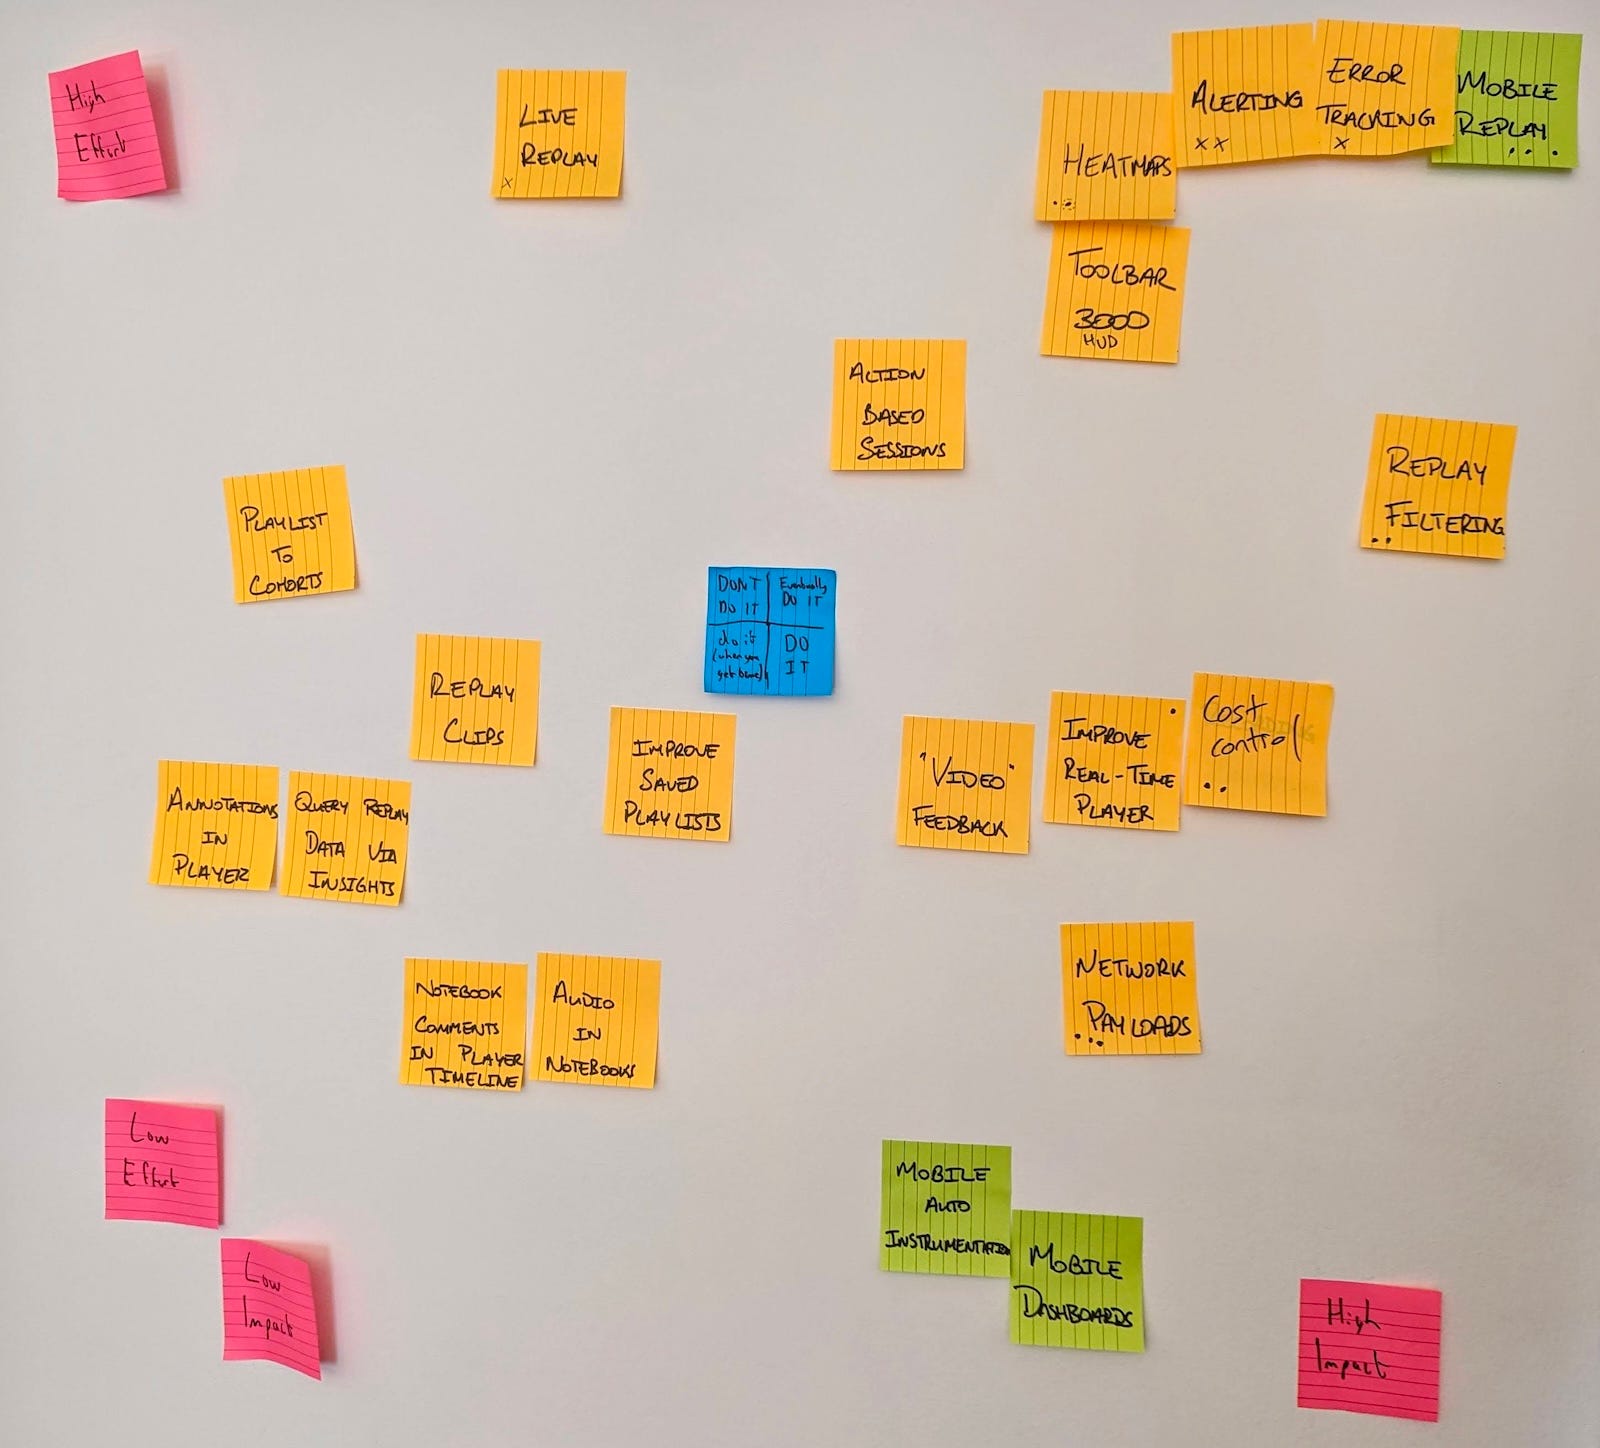 High
Effort
LIVE
REPLAY
x
HEATMAPS
ALERTING
xx
ERROR
TRACKING
x
MOBILE
REPLAY
TOOLBAR
3000
HUD
ACTION
BASED
SESSIONS
REPLAY
FILTERING
PLAYLIST
TO
COHORTS
DON'T
DO IT
Eventually
DO IT
do it
(when you
get bored)
DO
IT
REPLAY
CLIPS
IMPROVE
SAVED
PLAYLISTS
"VIDEO"
FEEDBACK
IMPROVE
REAL-TIME
PLAYER
Cost
control
ANNOTATIONS
IN
PLAYER
QUERY REPLAY
DATA VIA
INSIGHTS
NOTEBOOK
COMMENTS
IN PLAYER
TIMELINE
AUDIO
IN
NOTEBOOKS
NETWORK
PAYLOADS
Low
Effort
MOBILE
AUTO
INSTRUMENTATION
MOBILE
DASHBOARDS
Low
Impact
High
Impact